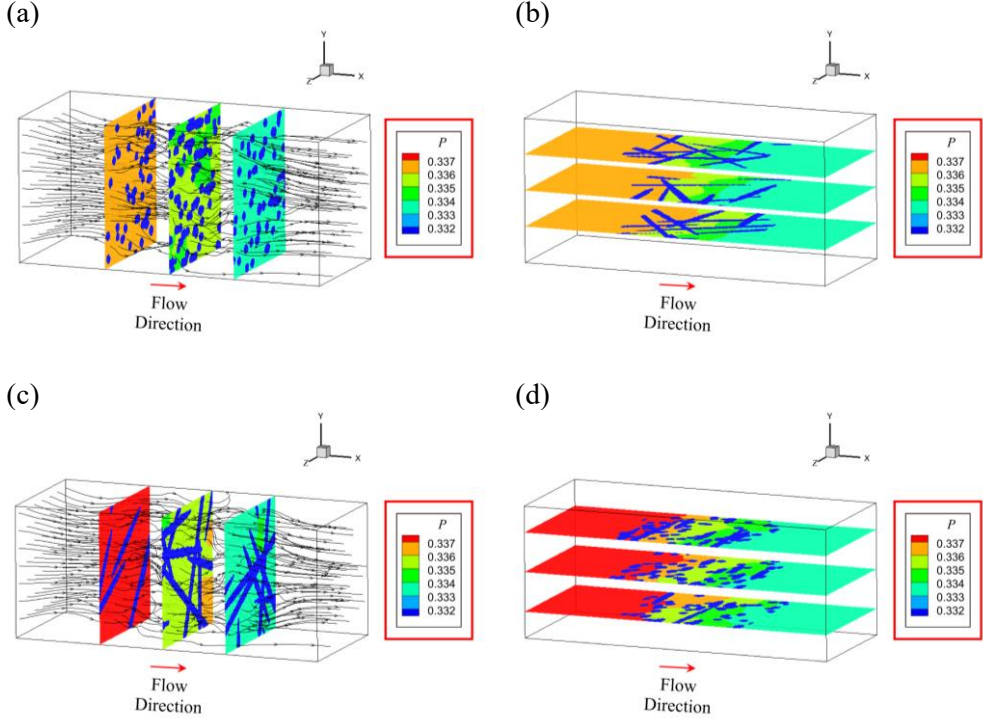 (a)
Y
Z
X
P
0.337
0.336
0.335
0.334
0.333
0.332
Flow
Direction
(b)
Y
Z
X
P
0.337
0.336
0.335
0.334
0.333
0.332
Flow
Direction
(c)
Y
Z
X
P
0.337
0.336
0.335
0.334
0.333
0.332
Flow
Direction
(d)
Y
Z
X
P
0.337
0.336
0.335
0.334
0.333
0.332
Flow
Direction